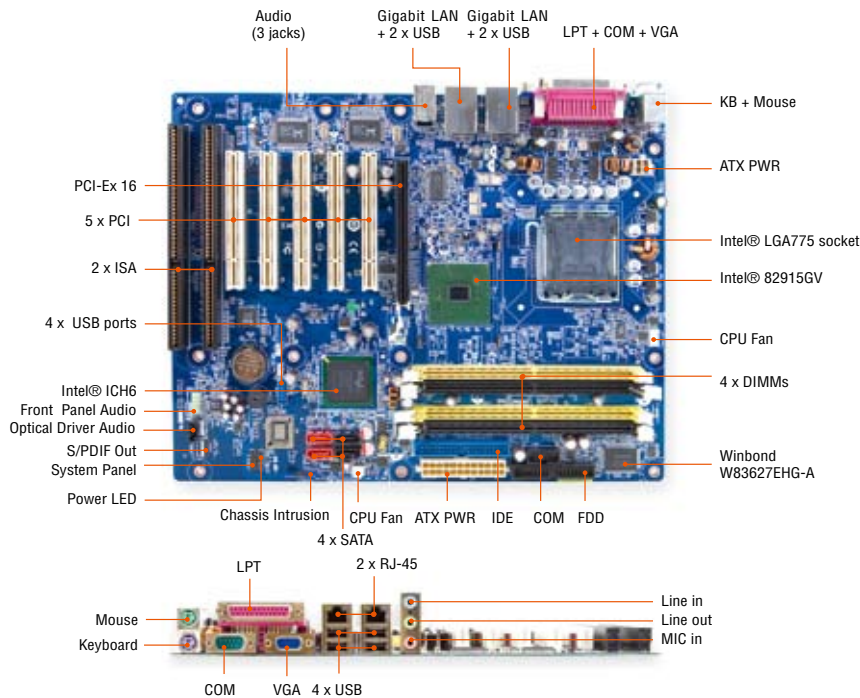 Audio
(3 jacks)
Gigabit LAN
+ 2 x USB
Gigabit LAN
+ 2 x USB
LPT + COM + VGA
KB + Mouse
ATX PWR
PCI-Ex 16
5 x PCI
Intel® LGA775 socket
2 x ISA
Intel® 82915GV
4 x USB ports
CPU Fan
Intel® ICH6
4 x DIMMs
Front Panel Audio
Optical Driver Audio
S/PDIF Out
System Panel
Winbond
W83627EHG-A
Power LED
Chassis Intrusion
CPU Fan
ATX PWR
IDE
COM
FDD
4 x SATA
LPT
2 x RJ-45
Mouse
Line in
Line out
Keyboard
MIC in
COM
VGA
4 x USB